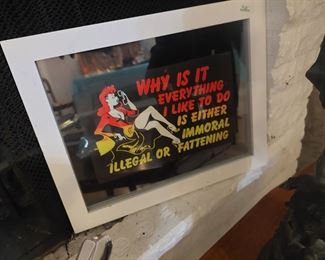 WHY IS IT
EVERYTHING
I LIKE TO DO
IS EITHER
IMMORAL
ILLEGAL OR FATTENING